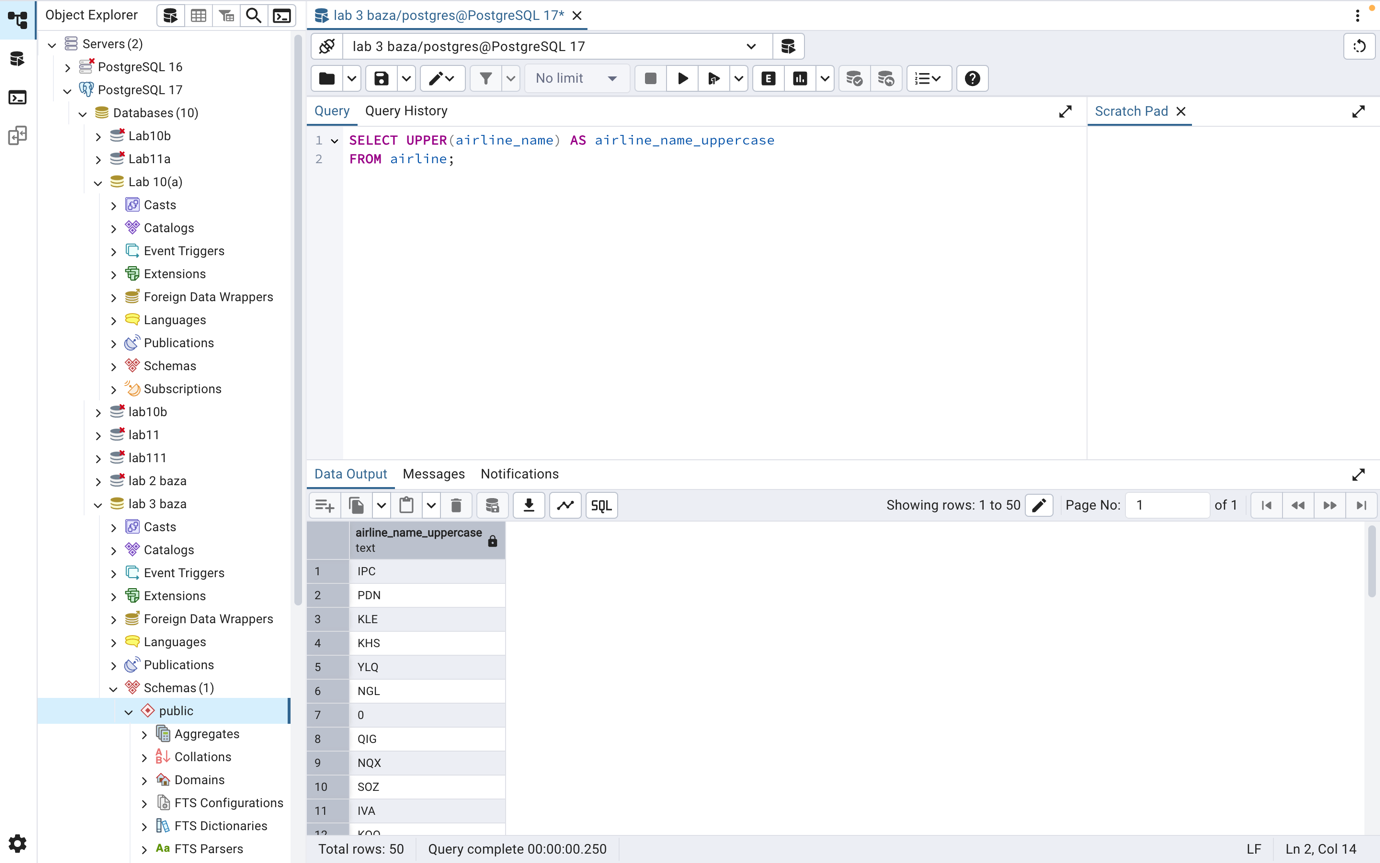 Object Explorer
lab 3 baza/postgres@PostgreSQL 17*
Servers (2)
PostgreSQL 16
PostgreSQL 17
Databases (10)
Lab10b
Lab11a
Lab 10(a)
Casts
Catalogs
Event Triggers
Extensions
Foreign Data Wrappers
Languages
Publications
Schemas
Subscriptions
lab10b
lab11
lab111
lab 2 baza
lab 3 baza
Casts
Catalogs
Event Triggers
Extensions
Foreign Data Wrappers
Languages
Publications
Schemas (1)
public
Aggregates
Collations
Domains
FTS Configurations
FTS Dictionaries
Aa FTS Parsers
lab 3 baza/postgres@PostgreSQL 17
No limit
E
Query Query History
Scratch Pad
1 SELECT UPPER(airline_name) AS airline_name_uppercase
2 FROM airline;
Data Output Messages Notifications
SQL Showing rows: 1 to 50 Page No: 1 of 1
airline_name_uppercase
text
1 IPC
2 PDN
3 KLE
4 KHS
5 YLQ
6 NGL
7 0
8 QIG
9 NQX
10 SOZ
11 IVA
12 KOO
Total rows: 50 Query complete 00:00:00.250 LF Ln 2, Col 14